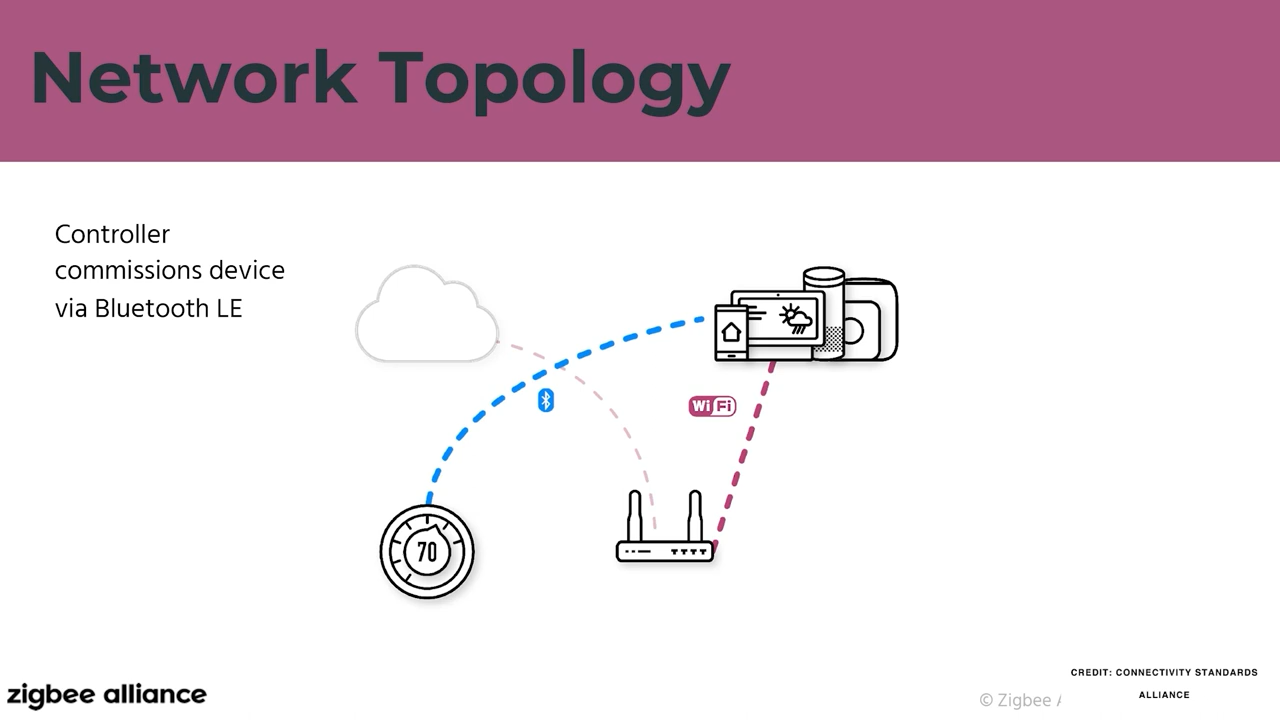 Network Topology
Controller
commissions device
via Bluetooth LE
WiFi
70
zigbee alliance
© Zigbee
CREDIT: CONNECTIVITY STANDARDS
ALLIANCE